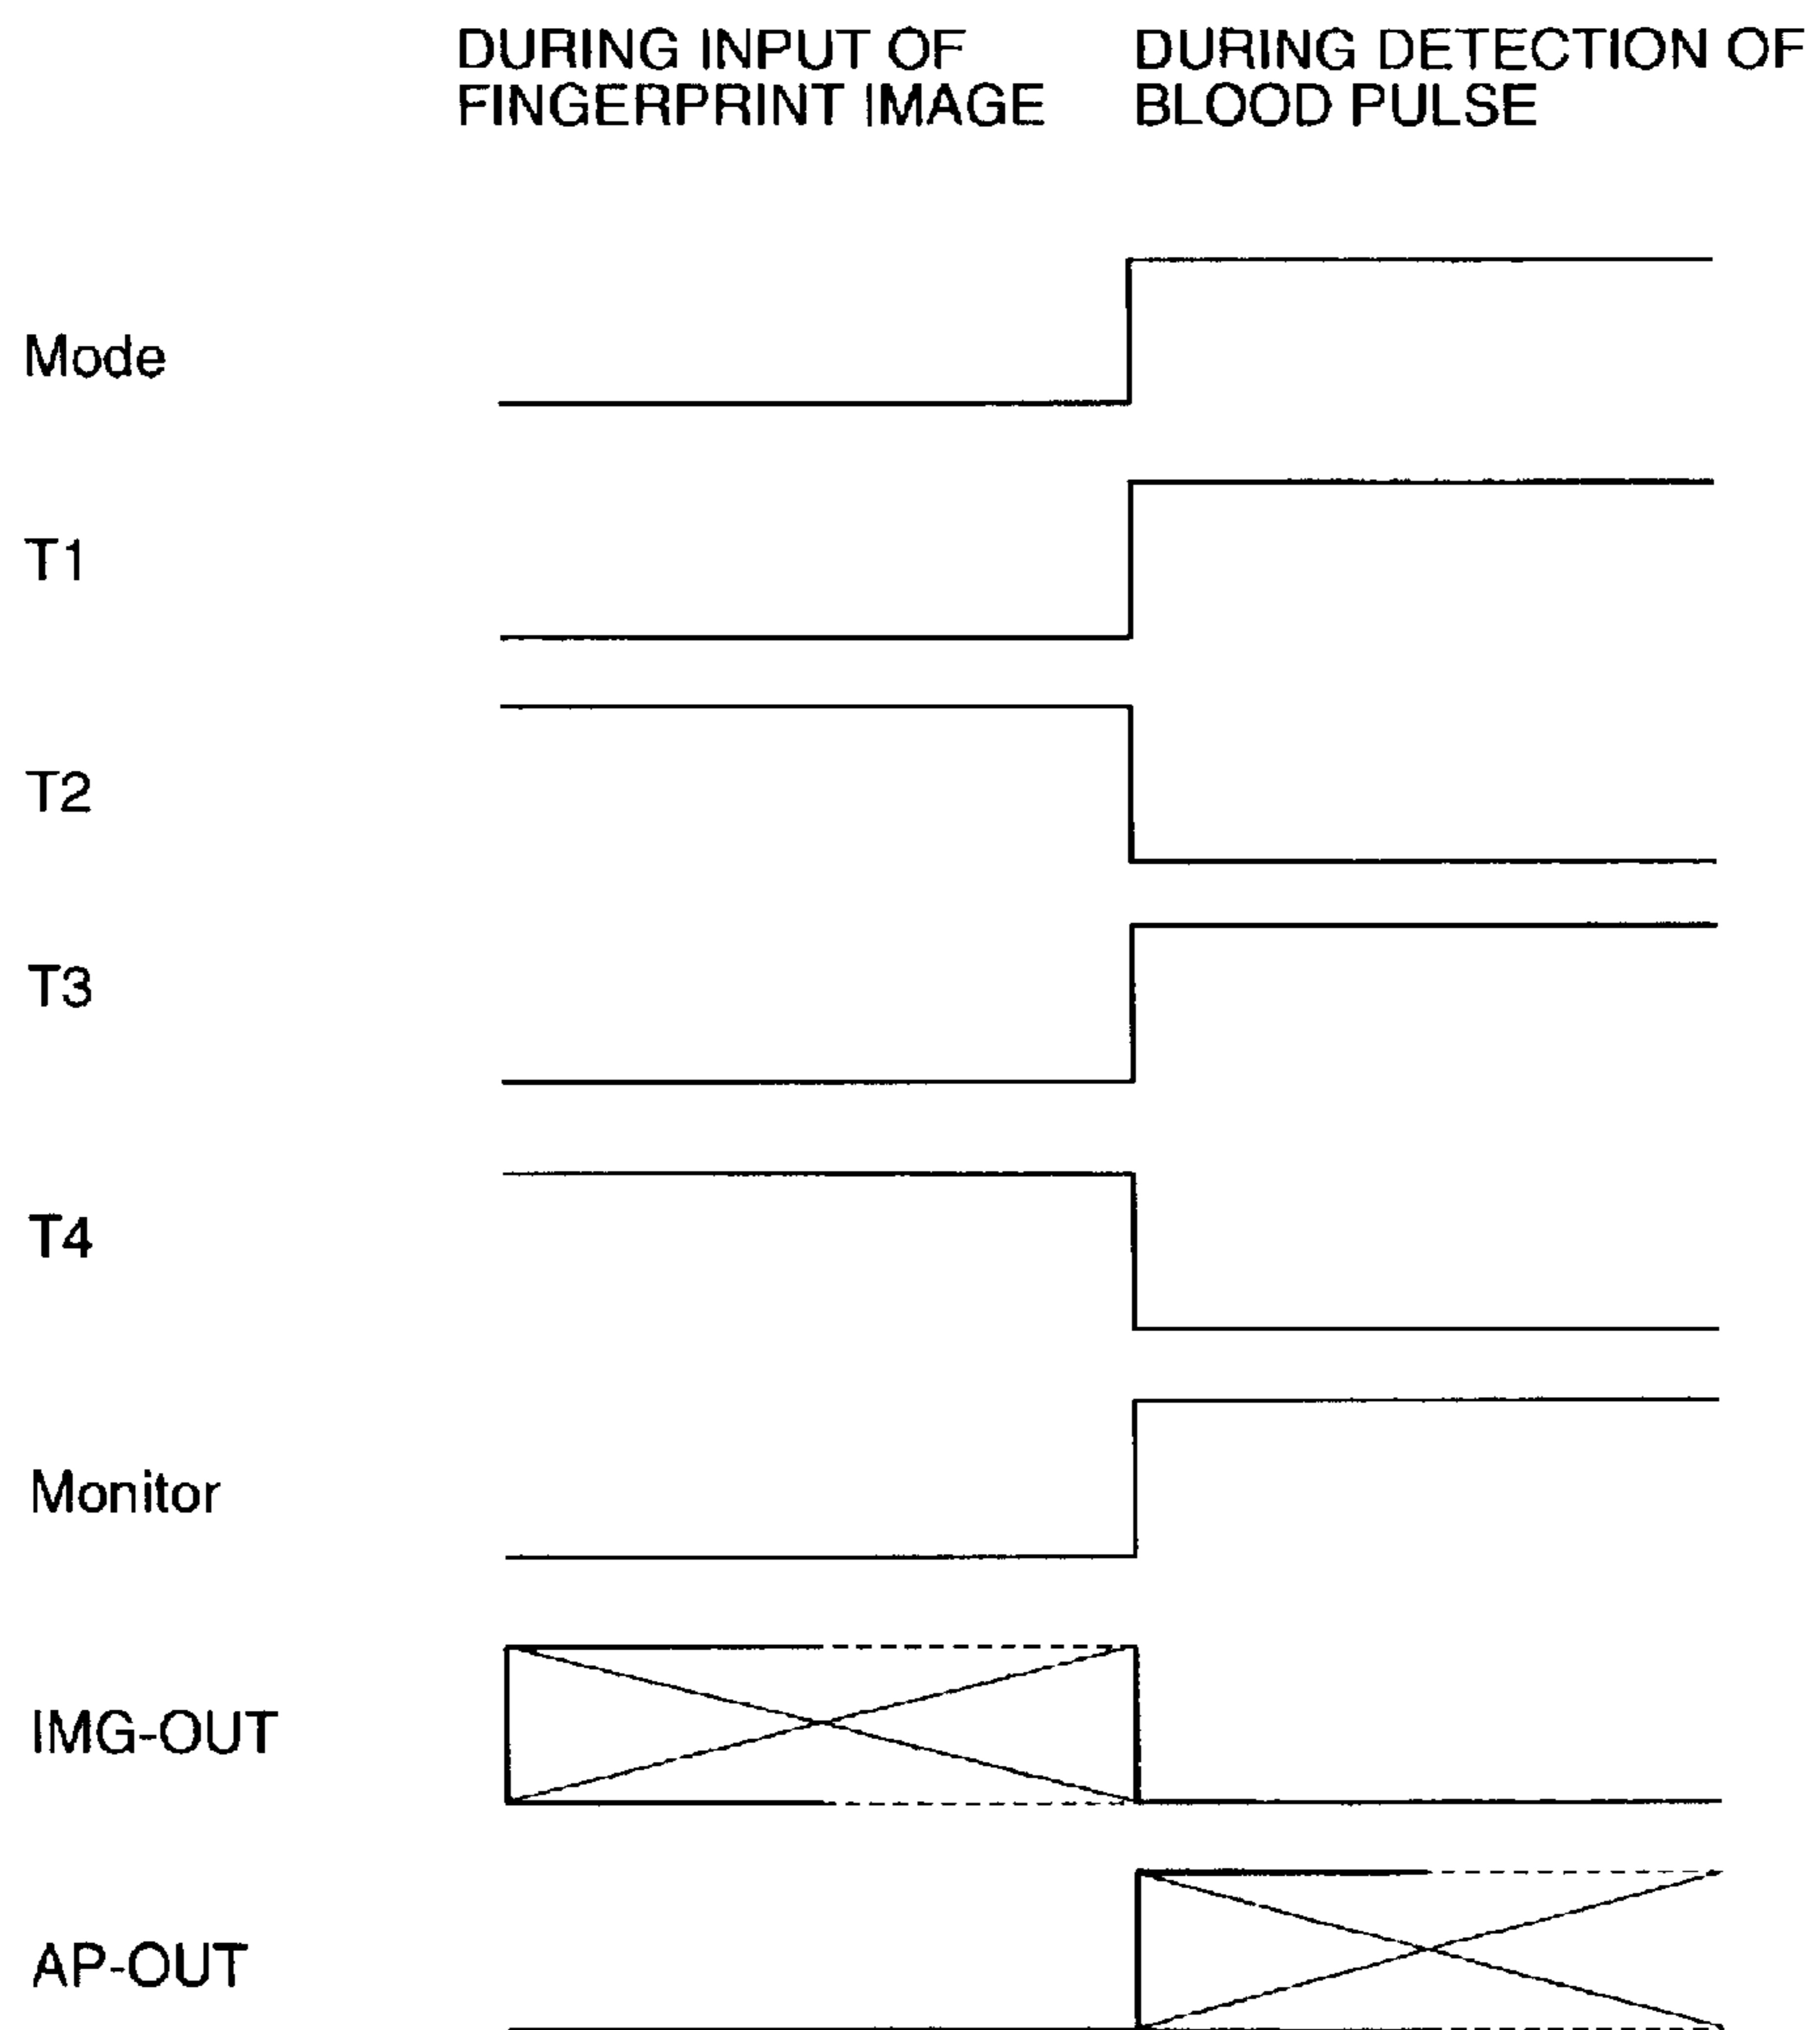 DURING INPUT OF
FINGERPRINT IMAGE
DURING DETECTION OF
BLOOD PULSE
Mode
T1
T2
T3
T4
Monitor
IMG-OUT
AP-OUT